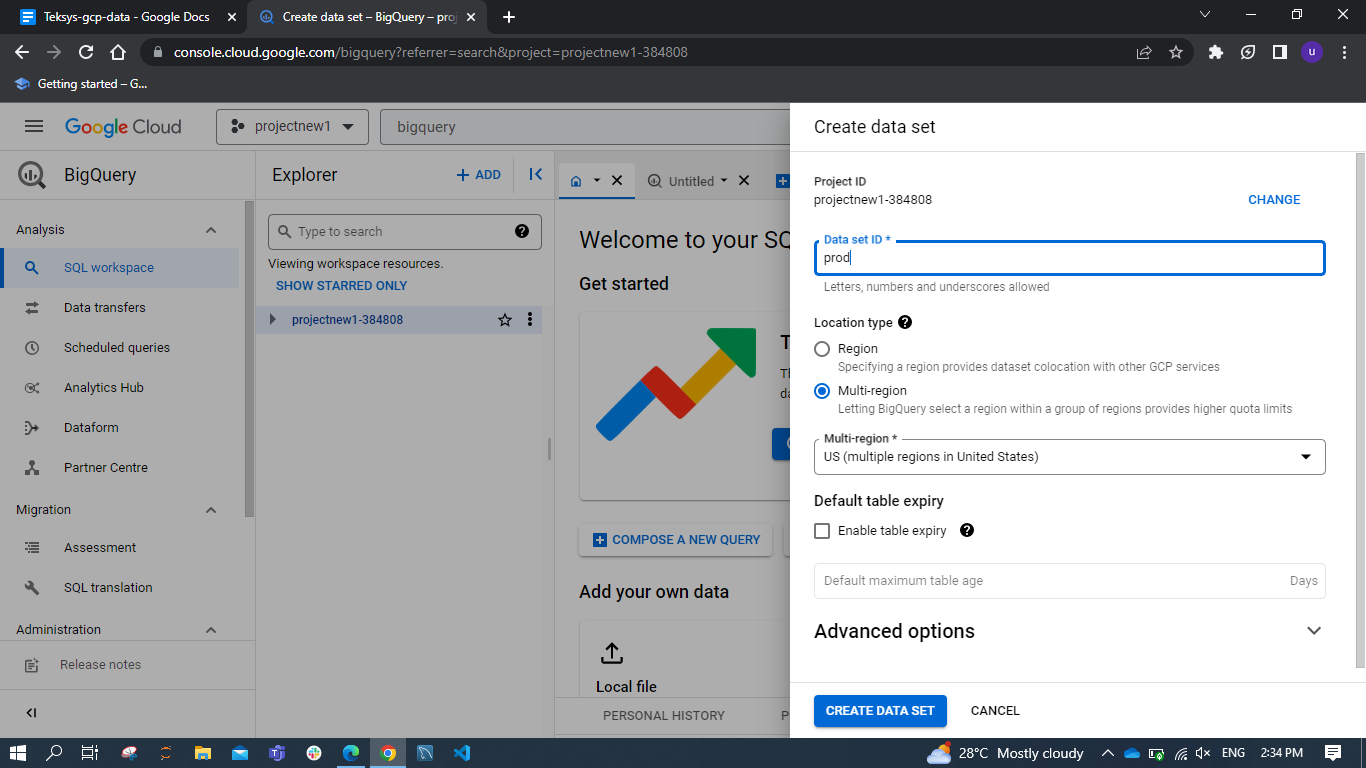 Teksys-gcp-data - Google Docs
Create data set – BigQuery – proj
console.cloud.google.com/bigquery?referrer=search&project=projectnew1-384808
u
Getting started – G...
Google Cloud
projectnew1
bigquery
BigQuery
Analysis
SQL workspace
Data transfers
Scheduled queries
Analytics Hub
Dataform
Partner Centre
Migration
Assessment
SQL translation
Administration
Release notes
Explorer
+ ADD
Type to search
Viewing workspace resources.
SHOW STARRED ONLY
projectnew1-384808
Untitled
Welcome to your SQ
Get started
T
Th
da
COMPOSE A NEW QUERY
Add your own data
Local file
PERSONAL HISTORY
P
Create data set
Project ID
projectnew1-384808
CHANGE
Data set ID *
prod
Letters, numbers and underscores allowed
Location type
Region
Specifying a region provides dataset colocation with other GCP services
Multi-region
Letting BigQuery select a region within a group of regions provides higher quota limits
Multi-region *
US (multiple regions in United States)
Default table expiry
Enable table expiry
Default maximum table age
Days
Advanced options
CREATE DATA SET
CANCEL
28°C Mostly cloudy
ENG
2:34 PM